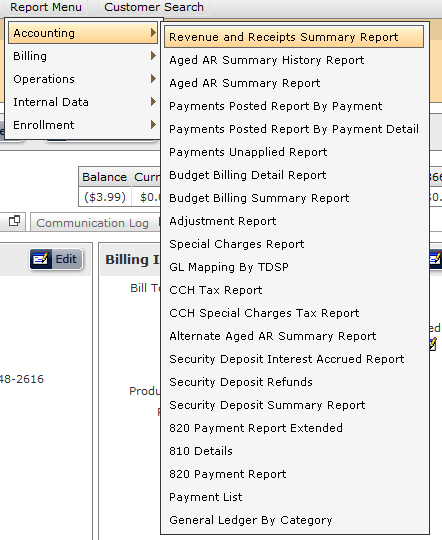 Report Menu Customer Search
Accounting
Billing
Operations
Internal Data
Enrollment
Revenue and Receipts Summary Report
Aged AR Summary History Report
Aged AR Summary Report
Payments Posted Report By Payment
Payments Posted Report By Payment Detail
Payments Unapplied Report
Budget Billing Detail Report
Budget Billing Summary Report
Adjustment Report
Special Charges Report
GL Mapping By TDSP
CCH Tax Report
CCH Special Charges Tax Report
Alternate Aged AR Summary Report
Security Deposit Interest Accrued Report
Security Deposit Refunds
Security Deposit Summary Report
820 Payment Report Extended
810 Details
820 Payment Report
Payment List
General Ledger By Category
Balance
($3.99)
Communication Log
Edit
Billing
Bill
48-2616